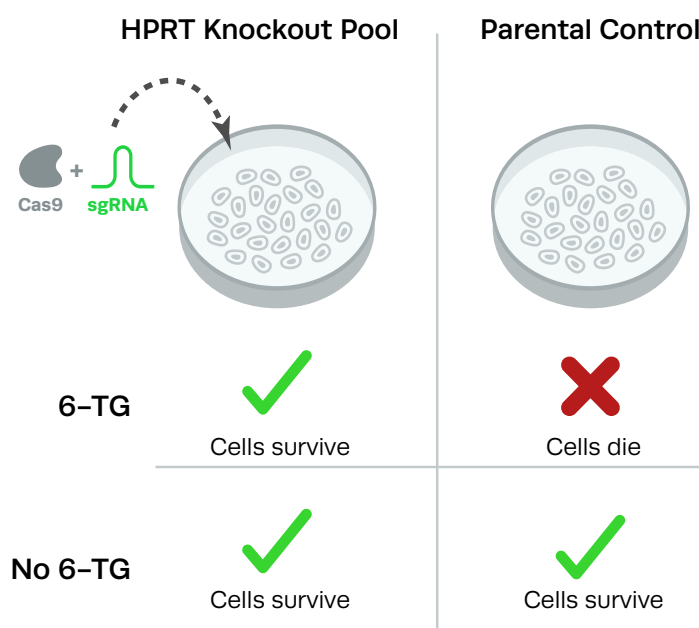 HPRT Knockout Pool
Parental Control
Cas9
+
sgRNA
6-TG
Cells survive
Cells die
No 6-TG
Cells survive
Cells survive